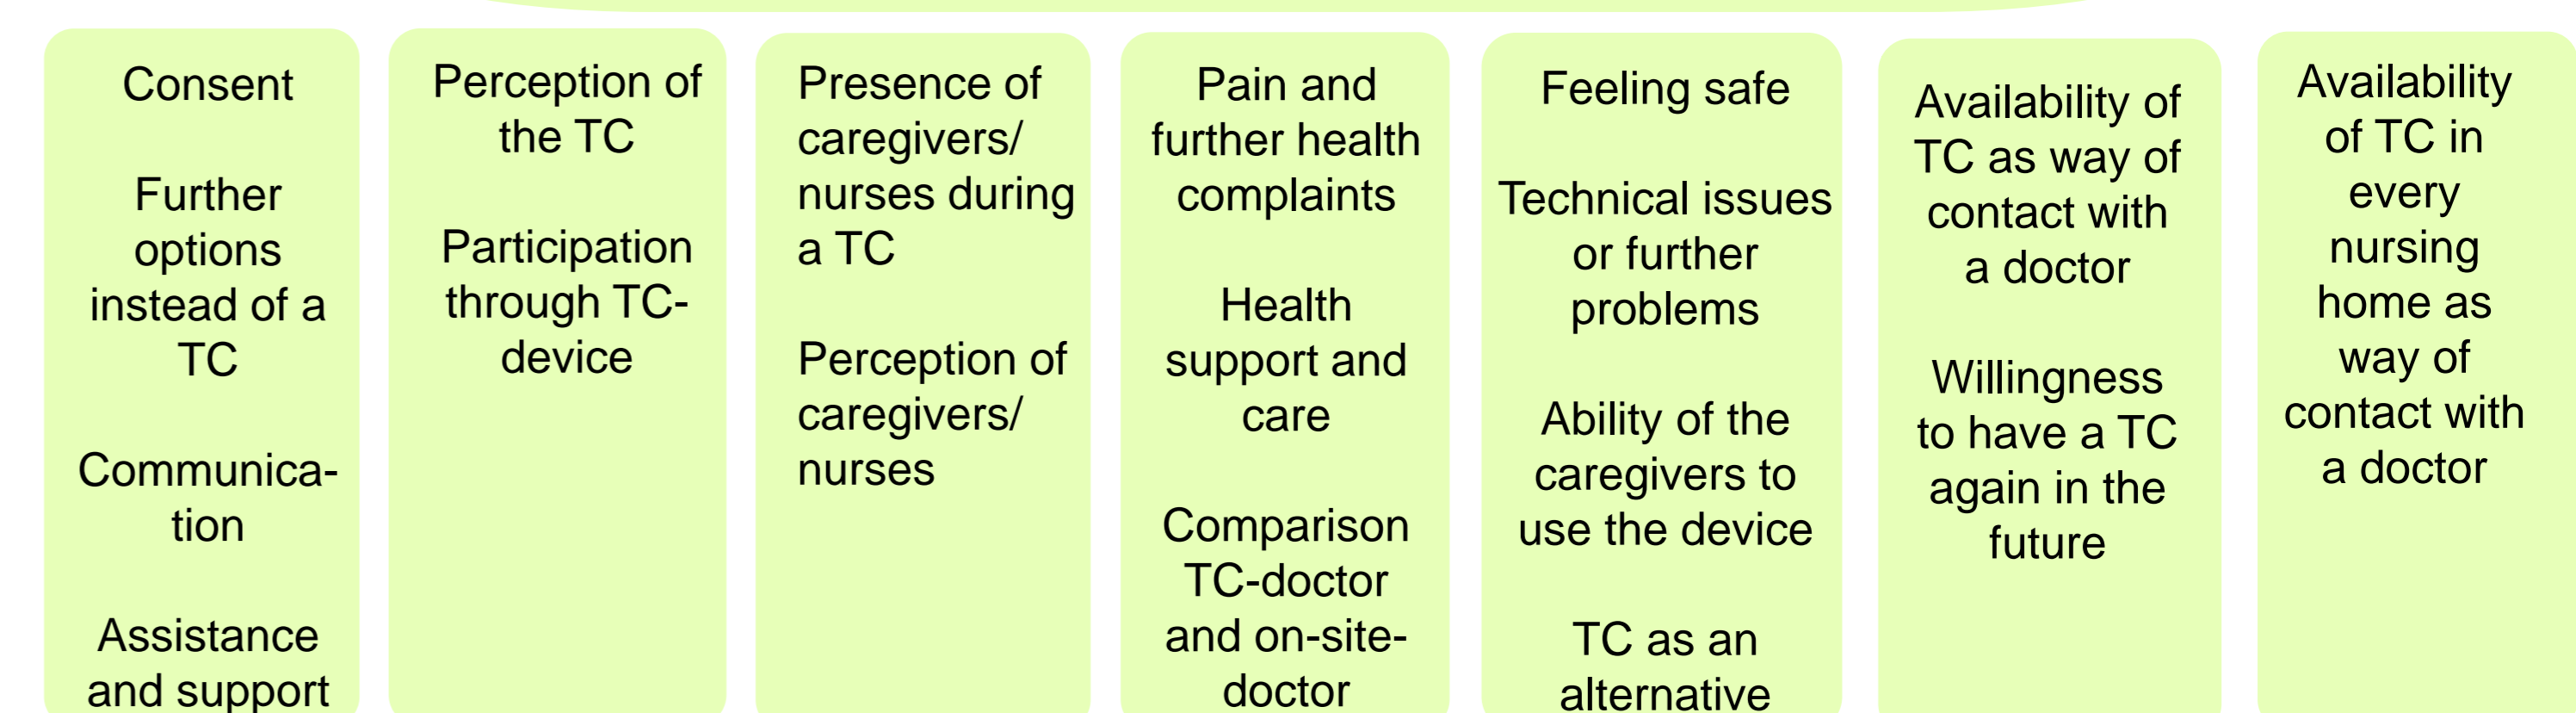 Consent
Further
options
instead of a
TC
Communica-
tion
Assistance
and support
Perception of
the TC
Participation
through TC-
device
Presence of
caregivers/
nurses during
a TC
Perception of
caregivers/
nurses
Pain and
further health
complaints
Health
support and
care
Comparison
TC-doctor
and on-site-
doctor
Feeling safe
Technical issues
or further
problems
Ability of the
caregivers to
use the device
TC as an
alternative
Availability of
TC as way of
contact with
a doctor
Willingness
to have a TC
again in the
future
Availability
of TC in
every
nursing
home as
way of
contact with
a doctor